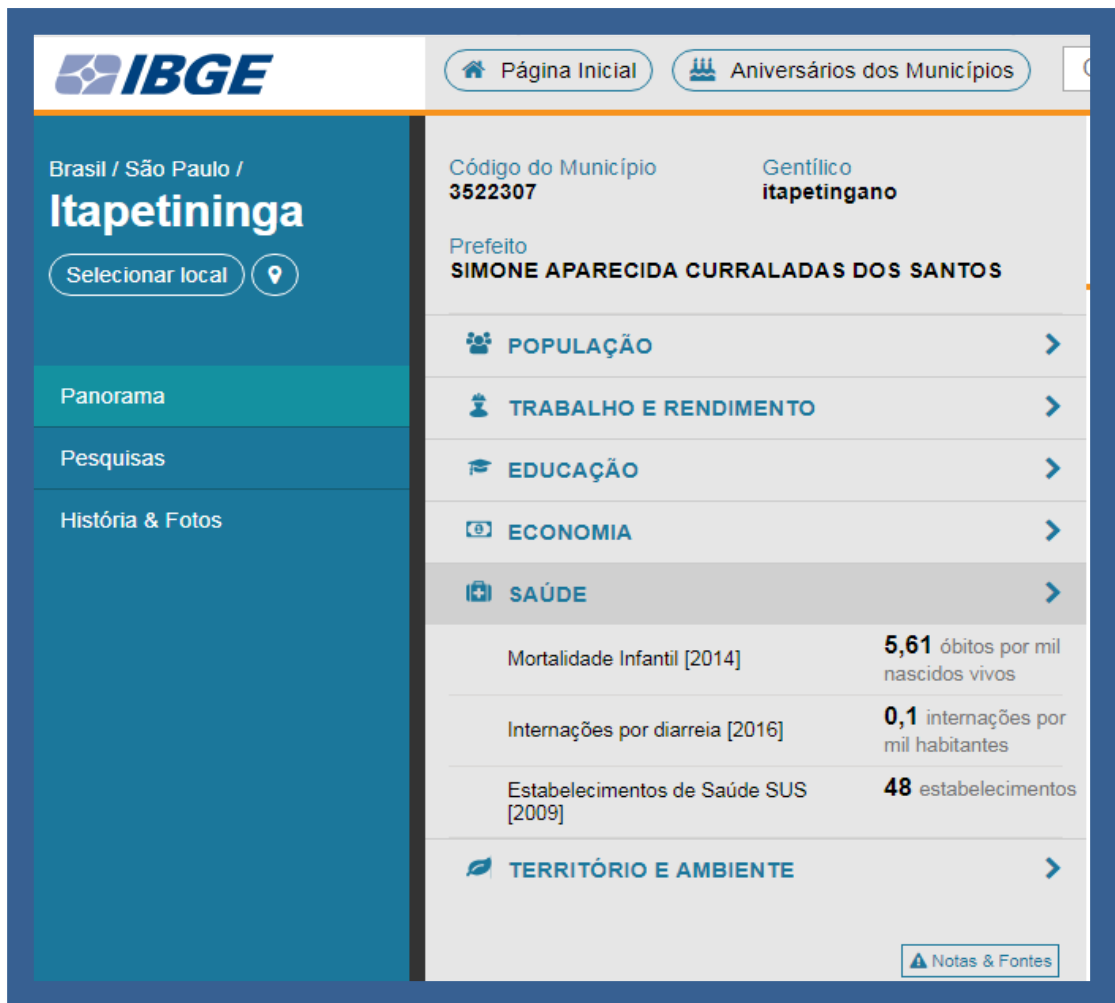 IBGE
Página Inicial
Aniversários dos Municípios
Brasil / São Paulo /
Itapetininga
Selecionar local
Código do Município
3522307
Gentílico
itapetingano
Prefeito
SIMONE APARECIDA CURRALADAS DOS SANTOS
Panorama
Pesquisas
História & Fotos
POPULAÇÃO
TRABALHO E RENDIMENTO
EDUCAÇÃO
ECONOMIA
SAÚDE
Mortalidade Infantil [2014]
5,61 óbitos por mil
nascidos vivos
Internações por diarreia [2016]
0,1 internações por
mil habitantes
Estabelecimentos de Saúde SUS
[2009]
48 estabelecimentos
TERRITÓRIO E AMBIENTE
Notas & Fontes